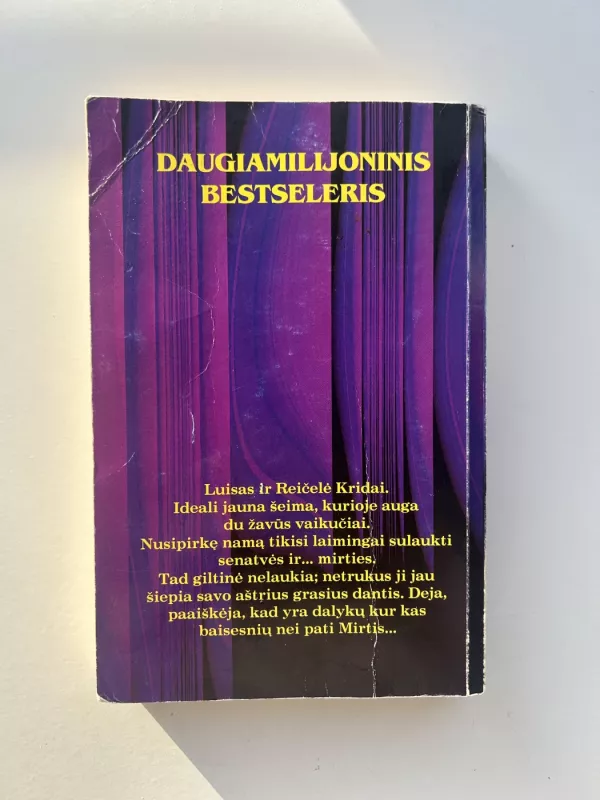 DAUGIAMILIJONINIS
BESTSELERIS
Luisas ir Reičelė Kridai.
Ideali jauna šeima, kurioje auga
du žavūs vaikučiai.
Nusipirkę namą tikisi laimingai sulaukti
senatvės ir... mirties.
Tad giltinė nelaukia; netrukus ji jau
šiepia savo aštrius grasius dantis. Deja,
paaiškėja, kad yra dalykų kur kas
baisesnių nei pati Mirtis...